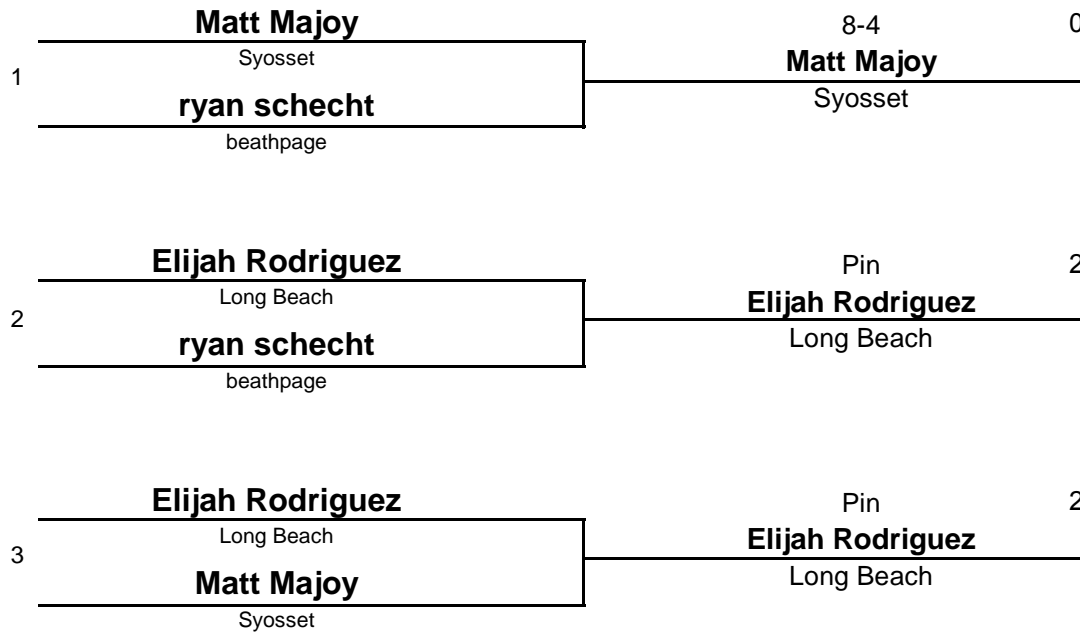 Matt Majoy
8-4
0
Syosset
Matt Majoy
1
ryan schecht
Syosset
beathpage
Elijah Rodriguez
Pin
2
Long Beach
Elijah Rodriguez
2
ryan schecht
Long Beach
beathpage
Elijah Rodriguez
Pin
2
Long Beach
Elijah Rodriguez
3
Matt Majoy
Long Beach
Syosset